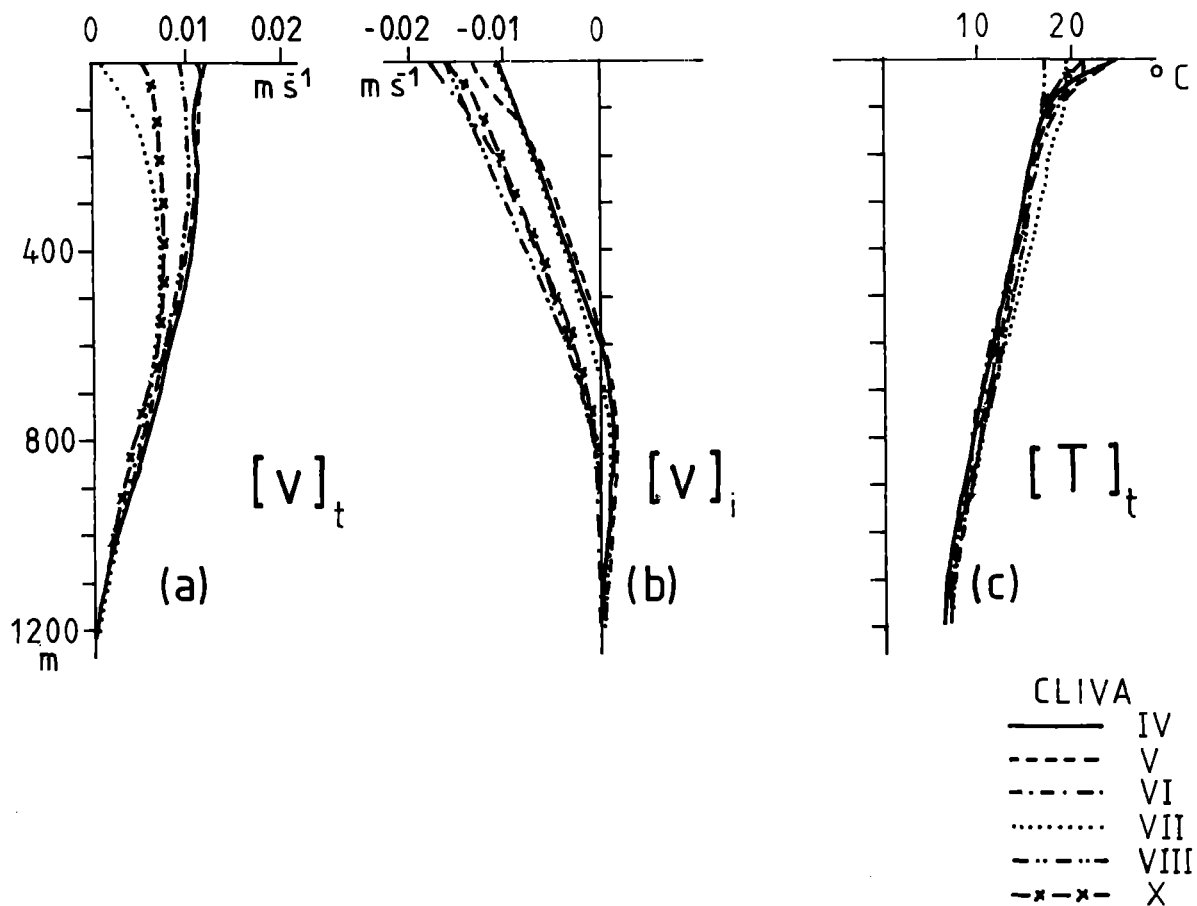 0 0.01 0.02
m s⁻¹
-0.02 -0.01 0
m s⁻¹
10 20
° C
400
800
1200
m
[V]t
(a)
[V]i
(b)
[T]t
(c)
CLIVA
IV
V
VI
VII
VIII
X